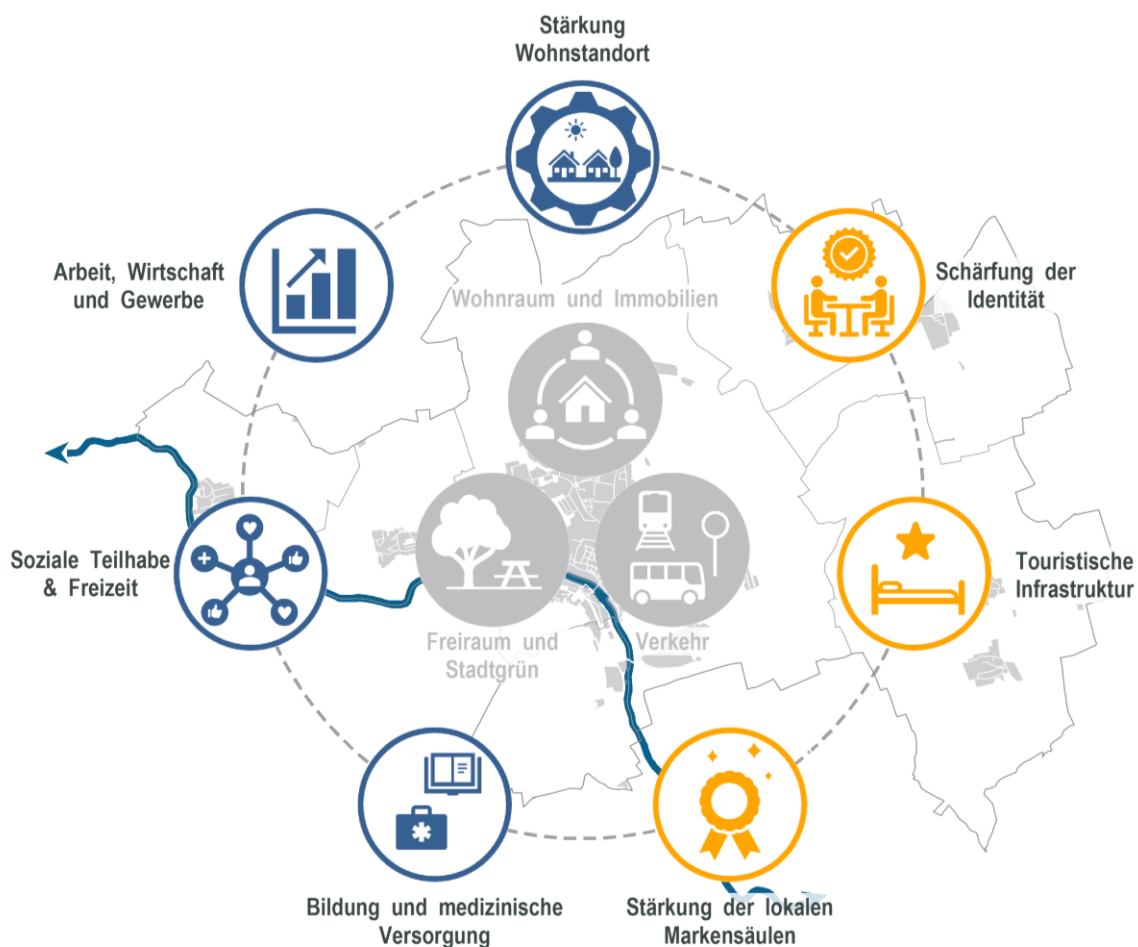 Stärkung
Wohnstandort
Arbeit, Wirtschaft
und Gewerbe
Schärfung der
Identität
Wohnraum und Immobilien
Soziale Teilhabe
& Freizeit
Touristische
Infrastruktur
Freiraum und
Stadtgrün
Verkehr
Bildung und medizinische
Versorgung
Stärkung der lokalen
Markensäulen